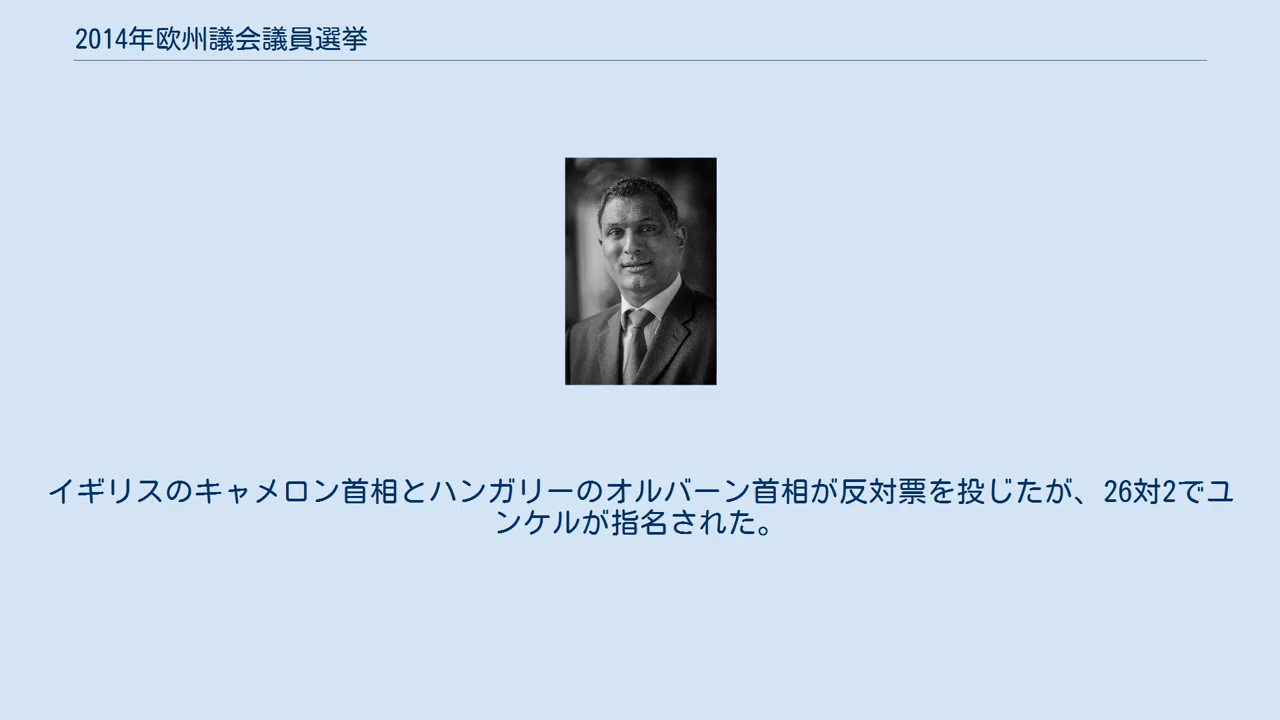 2014年欧州議会議員選挙
イギリスのキャメロン首相とハンガリーのオルバーン首相が反対票を投じたが、26対2でユ
ンケルが指名された。